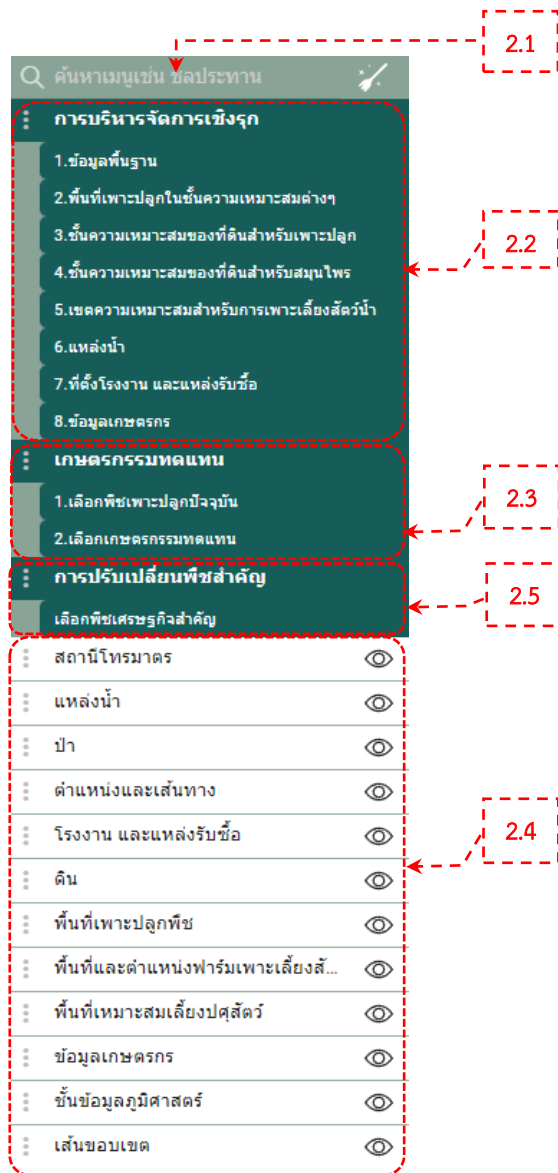 2.1
ค้นหาเมนูเช่น ชลประทาน
การบริหารจัดการเชิงรุก
1.ข้อมูลพื้นฐาน
2.พื้นที่เพาะปลูกในชั้นความเหมาะสมต่างๆ
3.ชั้นความเหมาะสมของที่ดินสำหรับเพาะปลูก
2.2
4.ชั้นความเหมาะสมของที่ดินสำหรับสมุนไพร
5.เขตความเหมาะสมสำหรับการเพาะเลี้ยงสัตว์น้ำ
6.แหล่งน้ำ
7.ที่ตั้งโรงงาน และแหล่งรับซื้อ
8.ข้อมูลเกษตรกร
เกษตรกรรมทดแทน
1.เลือกพืชเพาะปลูกปัจจุบัน
2.3
2.เลือกเกษตรกรรมทดแทน
การปรับเปลี่ยนพืชสำคัญ
2.5
เลือกพืชเศรษฐกิจสำคัญ
สถานีโทรมาตร
แหล่งน้ำ
ป่า
ตำแหน่งและเส้นทาง
โรงงาน และแหล่งรับซื้อ
2.4
ดิน
พื้นที่เพาะปลูกพืช
พื้นที่และตำแหน่งฟาร์มเพาะเลี้ยงสั...
พื้นที่เหมาะสมเลี้ยงปศุสัตว์
ข้อมูลเกษตรกร
ชั้นข้อมูลภูมิศาสตร์
เส้นขอบเขต